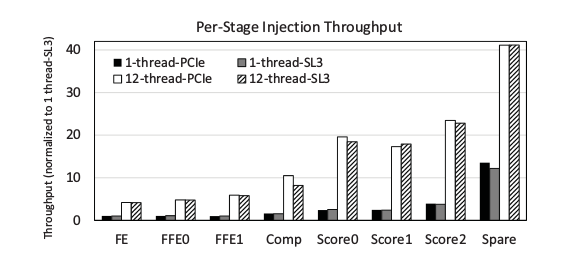 Per-Stage Injection Throughput
Throughput (normalized to 1 thread-SL3)
40
30
20
10
0
1-thread-PCIe 1-thread-SL3
12-thread-PCIe 12-thread-SL3
FE FFE0 FFE1 Comp Score0 Score1 Score2 Spare